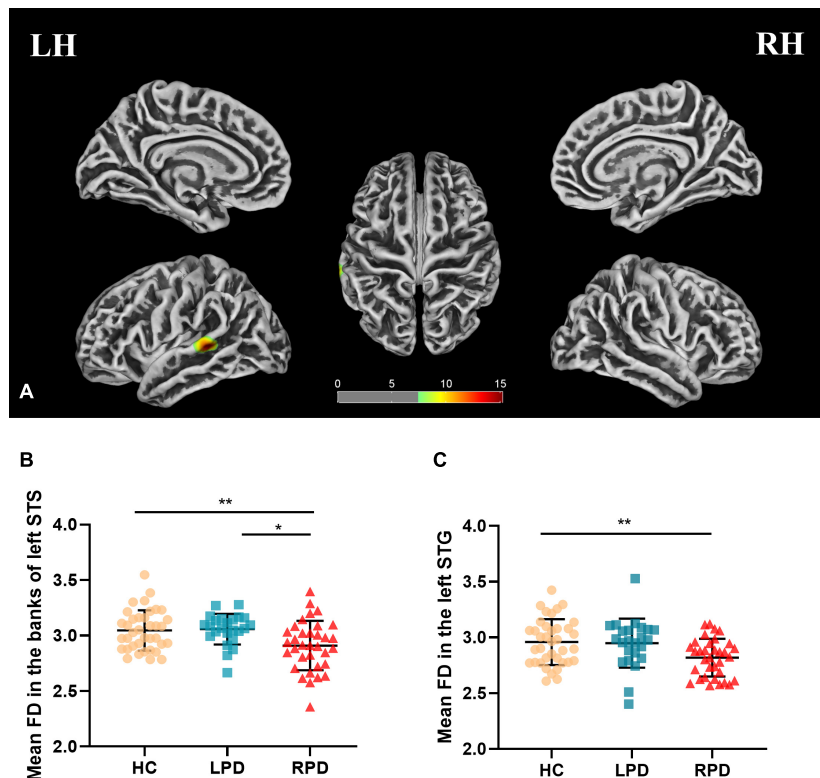 LH
RH
A
0 5 10 15
B
**
*
Mean FD in the banks of left STS
4.0
3.5
3.0
2.5
2.0
HC LPD RPD
C
**
Mean FD in the left STG
4.0
3.5
3.0
2.5
2.0
HC LPD RPD